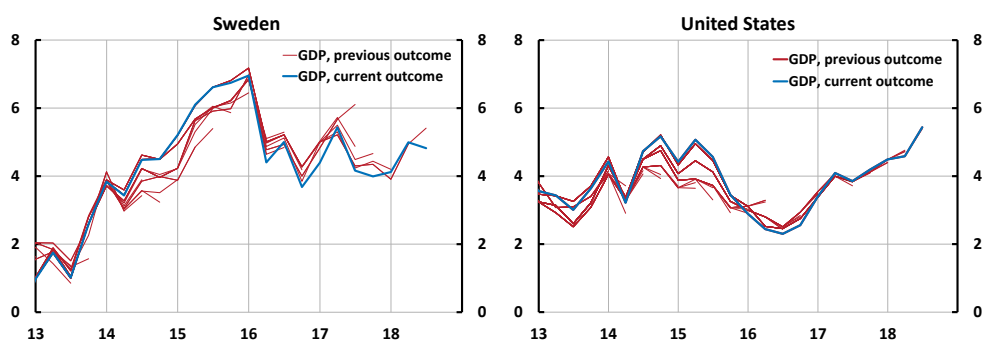 Sweden
8 8
GDP, previous outcome
GDP, current outcome
6 6
4 4
2 2
0 0
13 14 15 16 17 18
United States
8 8
GDP, previous outcome
GDP, current outcome
6 6
4 4
2 2
0 0
13 14 15 16 17 18